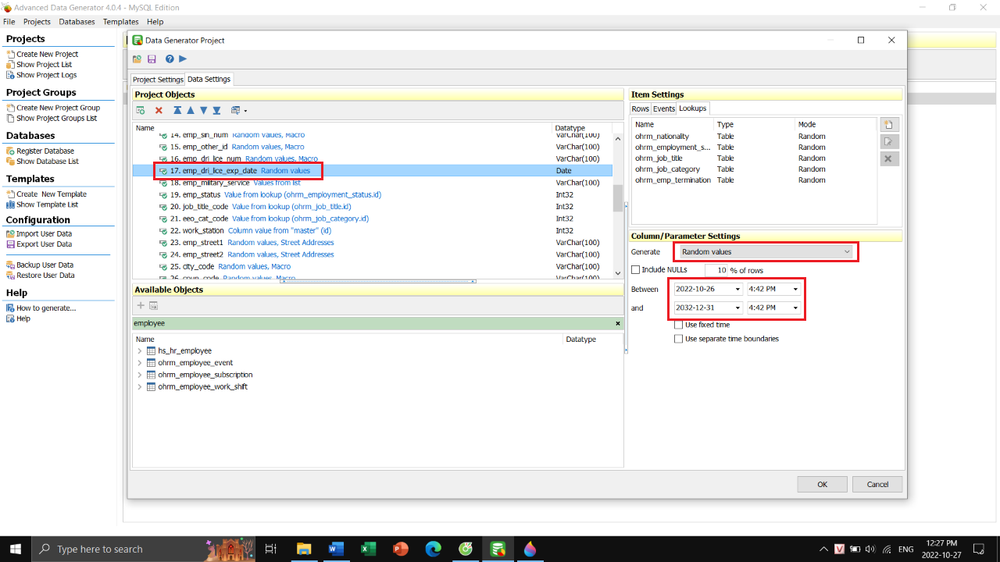 Advanced Data Generator 4.0.4 - MySQL Edition
File Projects Databases Templates Help
Projects
Create New Project
Show Project List
Show Project Logs
Project Groups
Create New Project Group
Show Project Groups List
Databases
Register Database
Show Database List
Templates
Create New Template
Show Template List
Configuration
Import User Data
Export User Data
Backup User Data
Restore User Data
Help
How to generate...
Help
Data Generator Project
Project Settings Data Settings
Project Objects
Name Datatype
14. emp_sin_num Random values, Macro VarChar(100)
15. emp_other_id Random values, Macro VarChar(100)
16. emp_dri_lice_num Random values, Macro VarChar(100)
17. emp_dri_lice_exp_date Random values Date
18. emp_military_service Values from list VarChar(100)
19. emp_status Value from lookup (ohrm_employment_status.id) Int32
20. job_title_code Value from lookup (ohrm_job_title.id) Int32
21. eeo_cat_code Value from lookup (ohrm_job_category.id) Int32
22. work_station Column value from "master" (id) Int32
23. emp_street1 Random values, Street Addresses VarChar(100)
24. emp_street2 Random values, Street Addresses VarChar(100)
25. city_code Random values, Macro VarChar(100)
26. coun_code Random values, Macro VarChar(100)
Available Objects
employee
Name Datatype
hs_hr_employee
ohrm_employee_event
ohrm_employee_subscription
ohrm_employee_work_shift
Item Settings
Rows Events Lookups
Name Type Mode
ohrm_nationality Table Random
ohrm_employment_s... Table Random
ohrm_job_title Table Random
ohrm_job_category Table Random
ohrm_emp_termination Table Random
Column/Parameter Settings
Generate Random values
Include NULLs 10 % of rows
Between 2022-10-26 4:42 PM
and 2032-12-31 4:42 PM
Use fixed time
Use separate time boundaries
OK Cancel
Type here to search
ENG
12:27 PM
2022-10-27